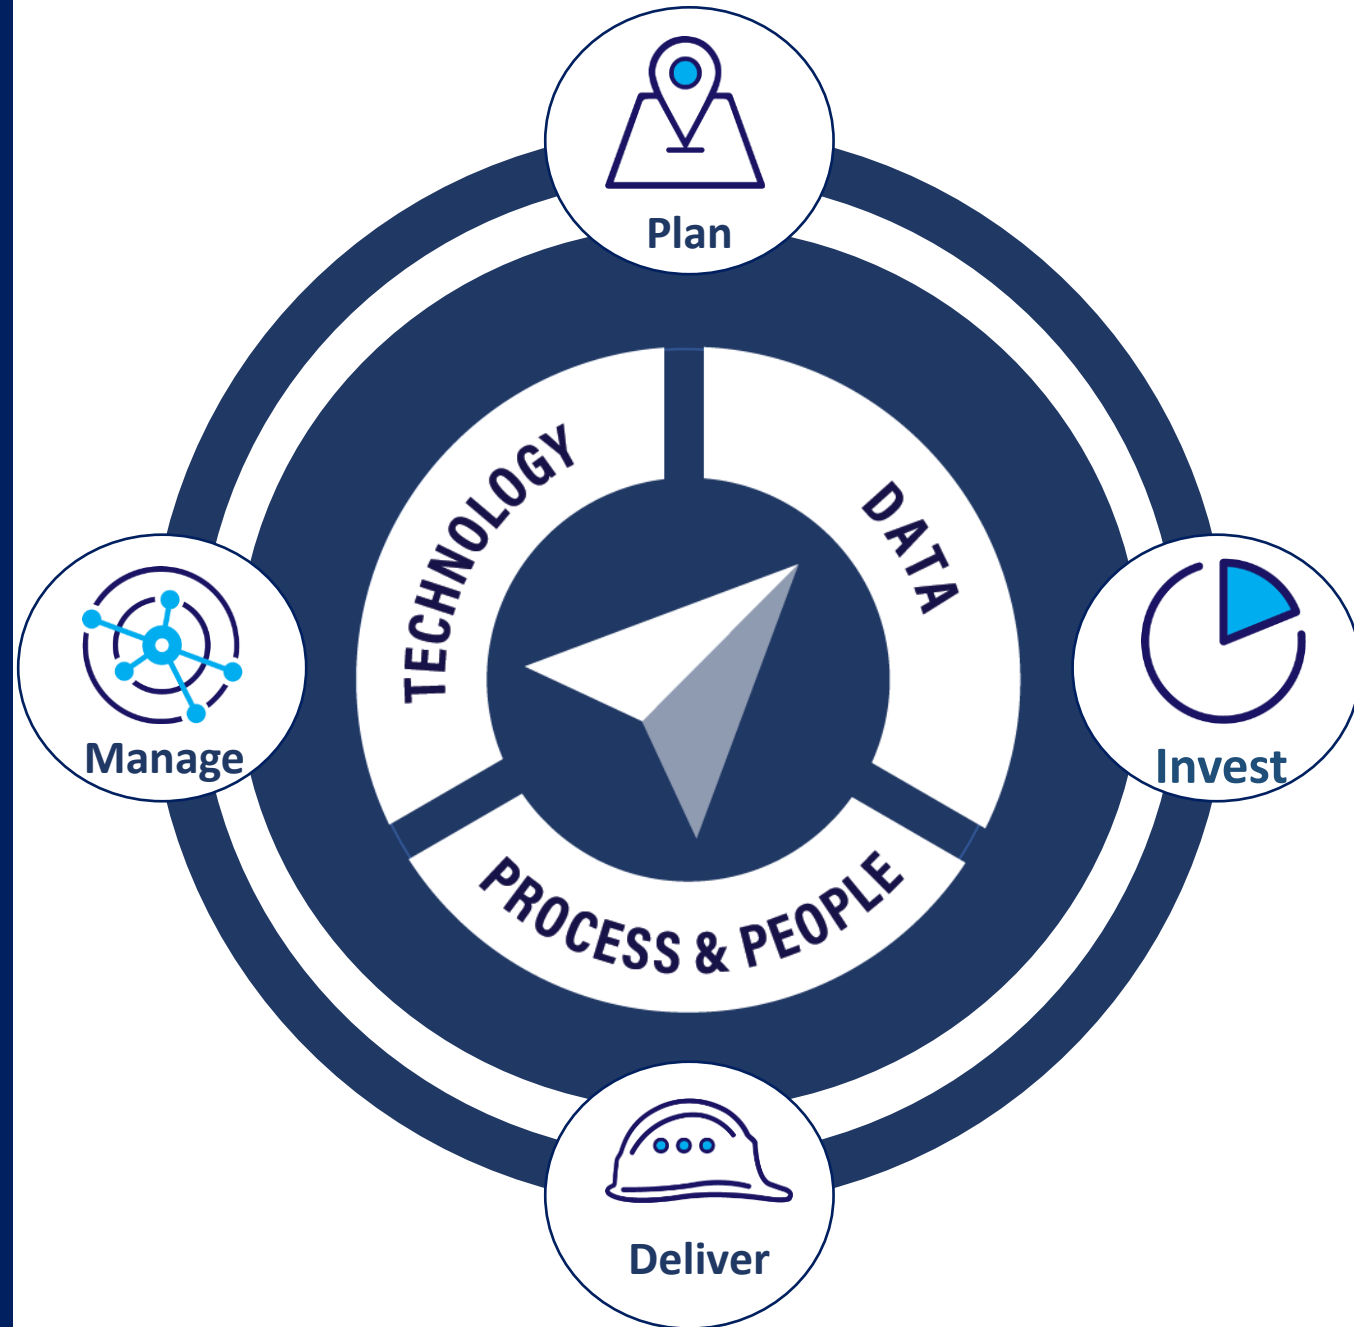 Plan
TECHNOLOGY
DATA
Manage
Invest
PROCESS & PEOPLE
Deliver